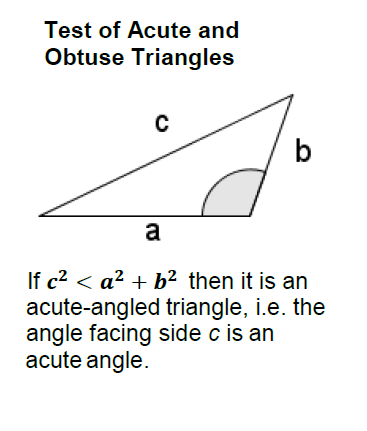 Test of Acute and
Obtuse Triangles
c
b
a
If c² < a² + b² then it is an
acute-angled triangle, i.e. the
angle facing side c is an
acute angle.